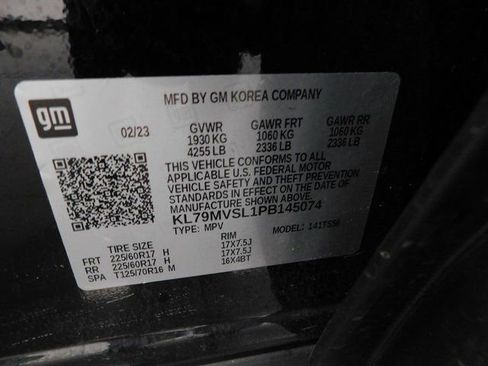 gm
MFD BY GM KOREA COMPANY
02/23 GVWR GAWR FRT GAWR RR
1930 KG 1060 KG 1060 KG
4255 LB 2336 LB 2336 LB
THIS VEHICLE CONFORMS TO ALL
APPLICABLE U.S. FEDERAL MOTOR
VEHICLE SAFETY AND THEFT PREVENTION
STANDARDS IN EFFECT ON THE DATE OF
MANUFACTURE SHOWN ABOVE.
KL79MVSL1PB145074
TYPE: MPV MODEL:
TIRE SIZE RIM
FRT 225/60R17 H 17X7.5J
RR 225/60R17 H 17X7.5J
SPA T125/70R16 M 16X4BT